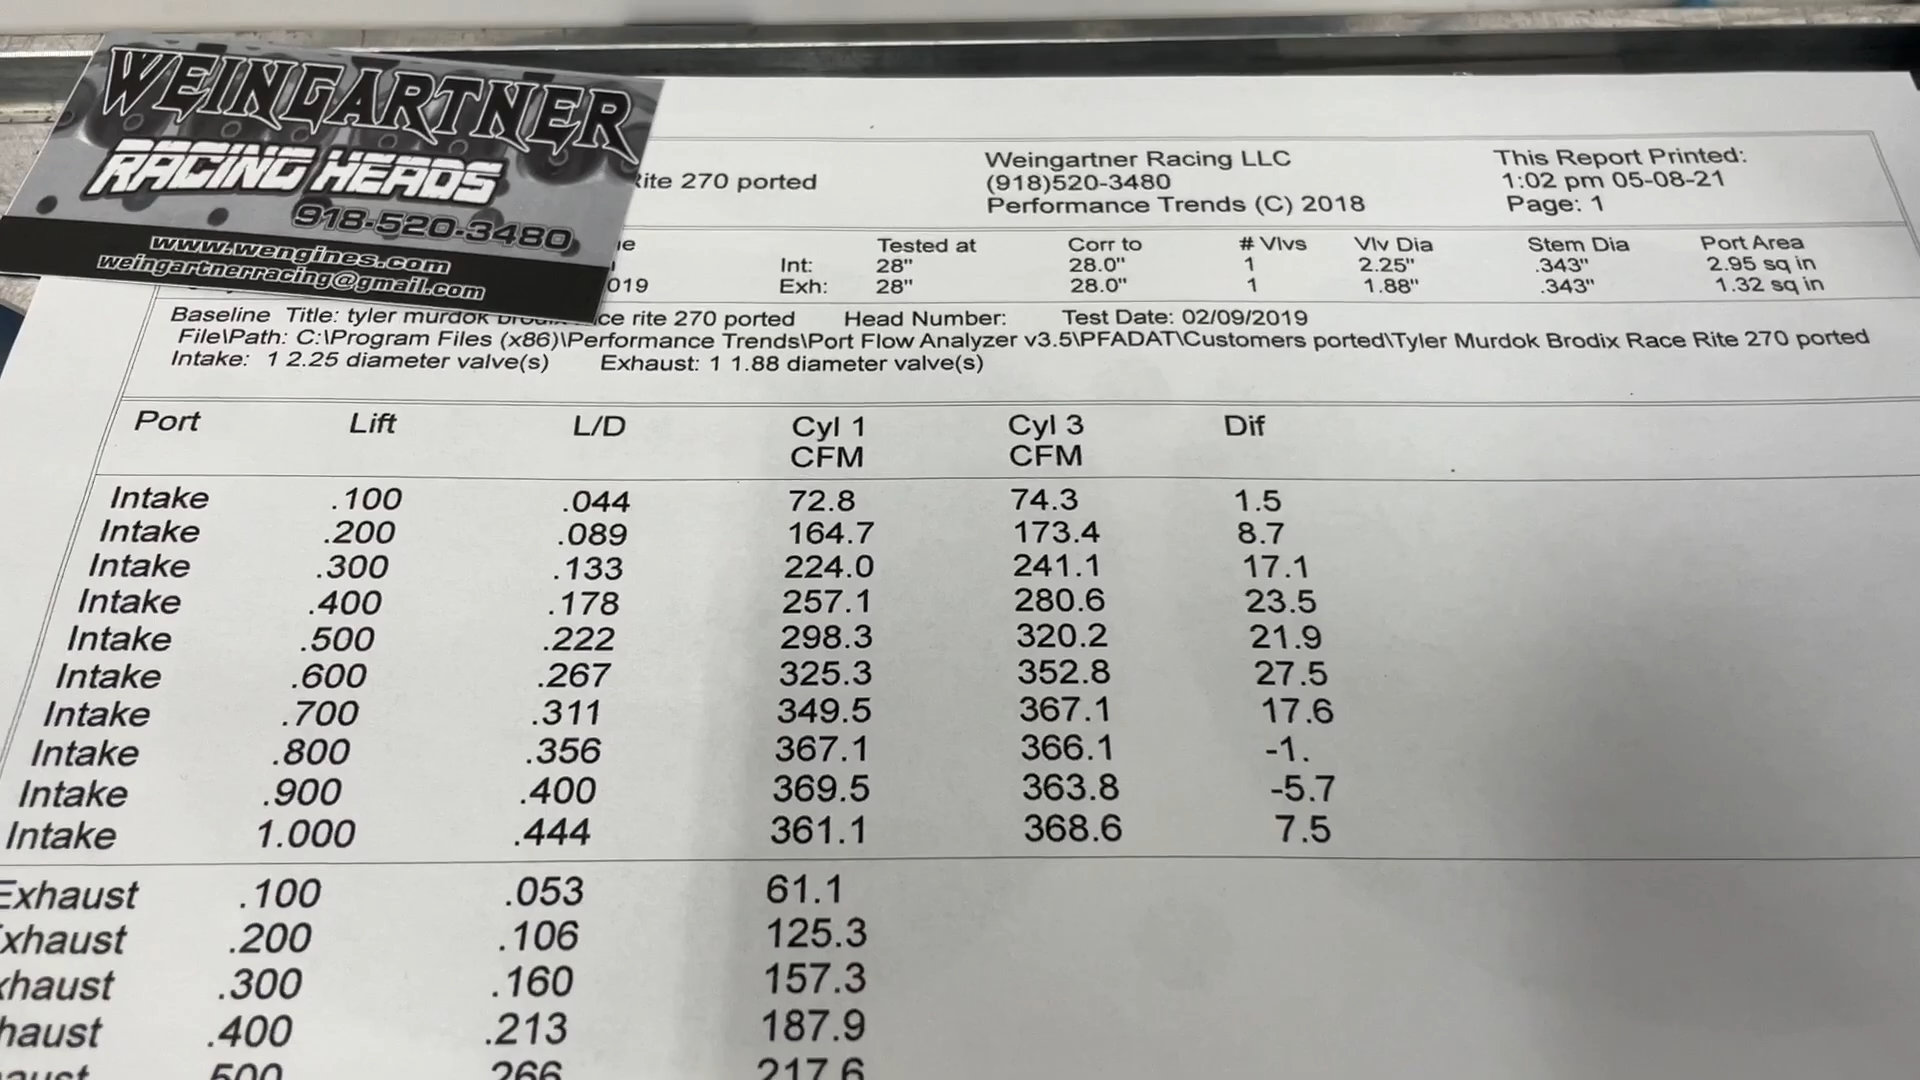 WEINGARTNER
RACING HEADS
918-520-3480
www.wengines.com
weingartnerracing@gmail.com
Rite 270 ported
Weingartner Racing LLC
(918)520-3480
Performance Trends (C) 2018
This Report Printed:
1:02 pm 05-08-21
Page: 1
Tested at Corr to # Vlvs Vlv Dia Stem Dia Port Area
Int: 28" 28.0" 1 2.25" .343" 2.95 sq in
019 Exh: 28" 28.0" 1 1.88" .343" 1.32 sq in
Baseline Title: tyler murdok rite 270 ported Head Number: Test Date: 02/09/2019
File\Path: C:\Program Files (x86)\Performance Trends\Port Flow Analyzer v3.5\PFADAT\Customers ported\Tyler Murdok Brodix Race Rite 270 ported
Intake: 1 2.25 diameter valve(s) Exhaust: 1 1.88 diameter valve(s)
Port Lift L/D Cyl 1 Cyl 3 Dif
CFM CFM
Intake .100 .044 72.8 74.3 1.5
Intake .200 .089 164.7 173.4 8.7
Intake .300 .133 224.0 241.1 17.1
Intake .400 .178 257.1 280.6 23.5
Intake .500 .222 298.3 320.2 21.9
Intake .600 .267 325.3 352.8 27.5
Intake .700 .311 349.5 367.1 17.6
Intake .800 .356 367.1 366.1 -1.
Intake .900 .400 369.5 363.8 -5.7
Intake 1.000 .444 361.1 368.6 7.5
Exhaust .100 .053 61.1
xhaust .200 .106 125.3
xhaust .300 .160 157.3
haust .400 .213 187.9
aust .500 .266 217.6